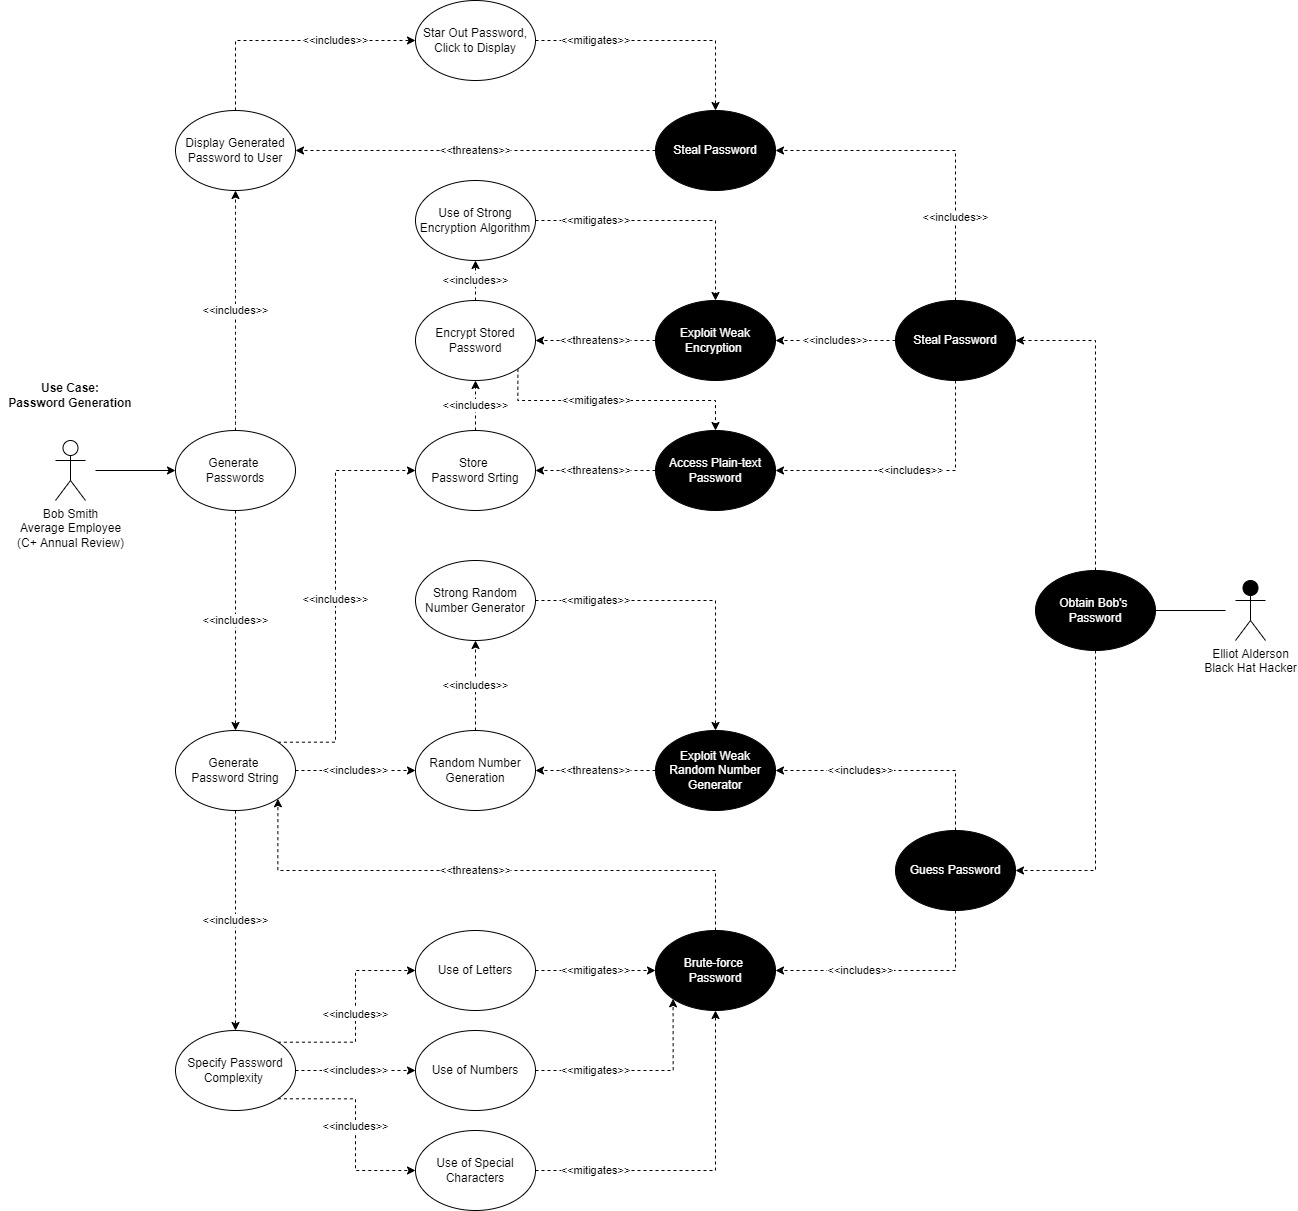 Star Out Password,
Click to Display
<<includes>>
<<mitigates>>
Display Generated
Password to User
<<threatens>>
Steal Password
Use of Strong
Encryption Algorithm
<<mitigates>>
<<includes>>
<<includes>>
<<includes>>
Encrypt Stored
Password
<<threatens>>
Exploit Weak
Encryption
<<includes>>
Steal Password
Use Case:
Password Generation
<<includes>>
<<mitigates>>
Generate
Passwords
Store
Password Srting
<<threatens>>
Access Plain-text
Password
<<includes>>
Bob Smith
Average Employee
(C+ Annual Review)
Strong Random
Number Generator
<<includes>>
<<mitigates>>
<<includes>>
Obtain Bob's
Password
Elliot Alderson
Black Hat Hacker
<<includes>>
Generate
Password String
<<includes>>
Random Number
Generation
<<threatens>>
Exploit Weak
Random Number
Generator
<<includes>>
<<threatens>>
Guess Password
<<includes>>
Use of Letters
<<mitigates>>
Brute-force
Password
<<includes>>
<<includes>>
Specify Password
Complexity
<<includes>>
Use of Numbers
<<mitigates>>
<<includes>>
Use of Special
Characters
<<mitigates>>